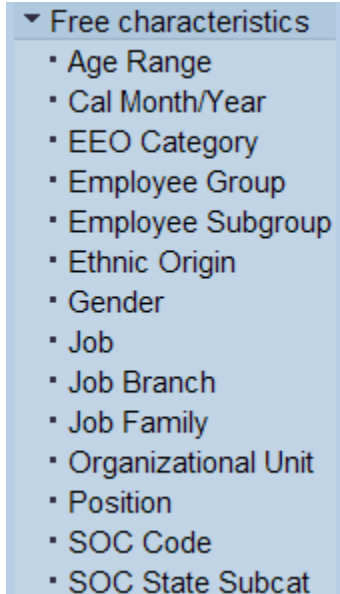 Free characteristics
Age Range
Cal Month/Year
EEO Category
Employee Group
Employee Subgroup
Ethnic Origin
Gender
Job
Job Branch
Job Family
Organizational Unit
Position
SOC Code
SOC State Subcat